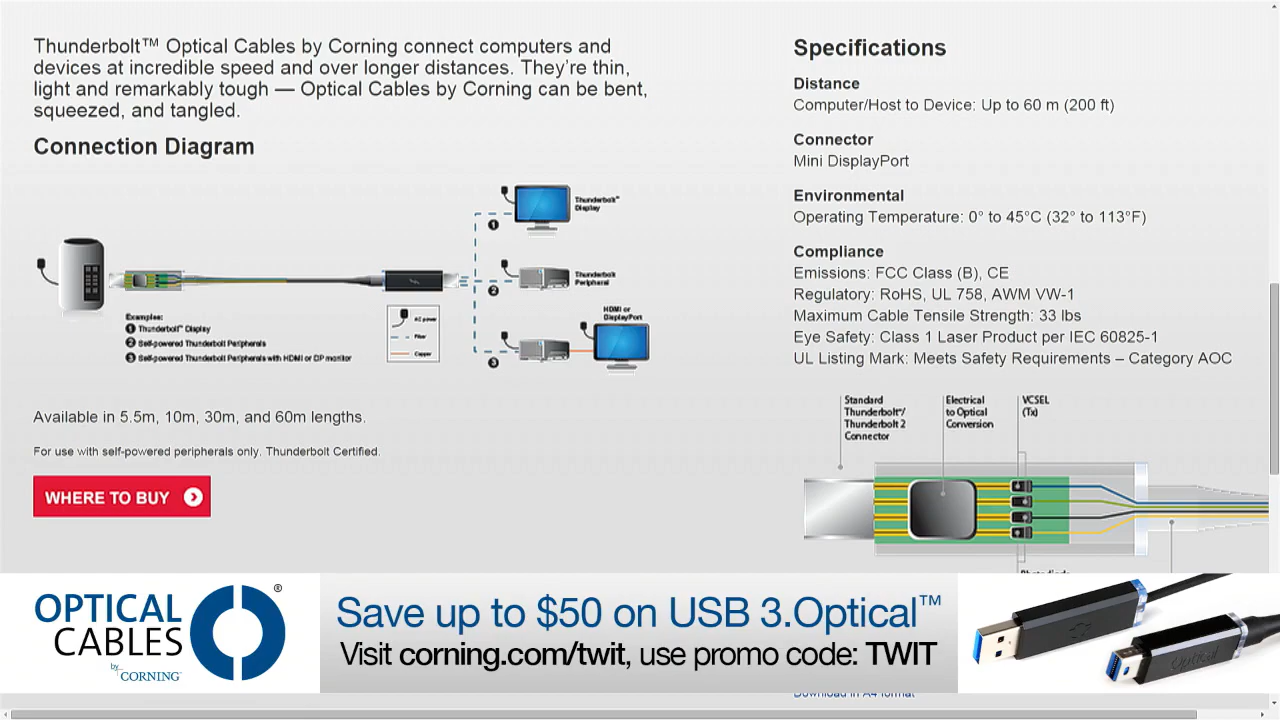 Thunderbolt™ Optical Cables by Corning connect computers and
devices at incredible speed and over longer distances. They're thin,
light and remarkably tough — Optical Cables by Corning can be bent,
squeezed, and tangled.
Connection Diagram
Thunderbolt™
Display
Thunderbolt
Peripheral
HDMI or
DisplayPort
1
2
3
Examples:
1 Thunderbolt™ Display
2 Self-powered Thunderbolt Peripherals
3 Self-powered Thunderbolt Peripherals with HDMI or DP monitor
AC power
Fiber
Copper
Available in 5.5m, 10m, 30m, and 60m lengths.
For use with self-powered peripherals only. Thunderbolt Certified.
WHERE TO BUY
Specifications
Distance
Computer/Host to Device: Up to 60 m (200 ft)
Connector
Mini DisplayPort
Environmental
Operating Temperature: 0° to 45°C (32° to 113°F)
Compliance
Emissions: FCC Class (B), CE
Regulatory: RoHS, UL 758, AWM VW-1
Maximum Cable Tensile Strength: 33 lbs
Eye Safety: Class 1 Laser Product per IEC 60825-1
UL Listing Mark: Meets Safety Requirements – Category AOC
Standard
Thunderbolt™/
Thunderbolt 2
Connector
Electrical
to Optical
Conversion
VCSEL
(Tx)
OPTICAL
CABLES
by
CORNING
®
Save up to $50 on USB 3.Optical™
Visit corning.com/twit, use promo code: TWIT
Optical
Download in A4 format